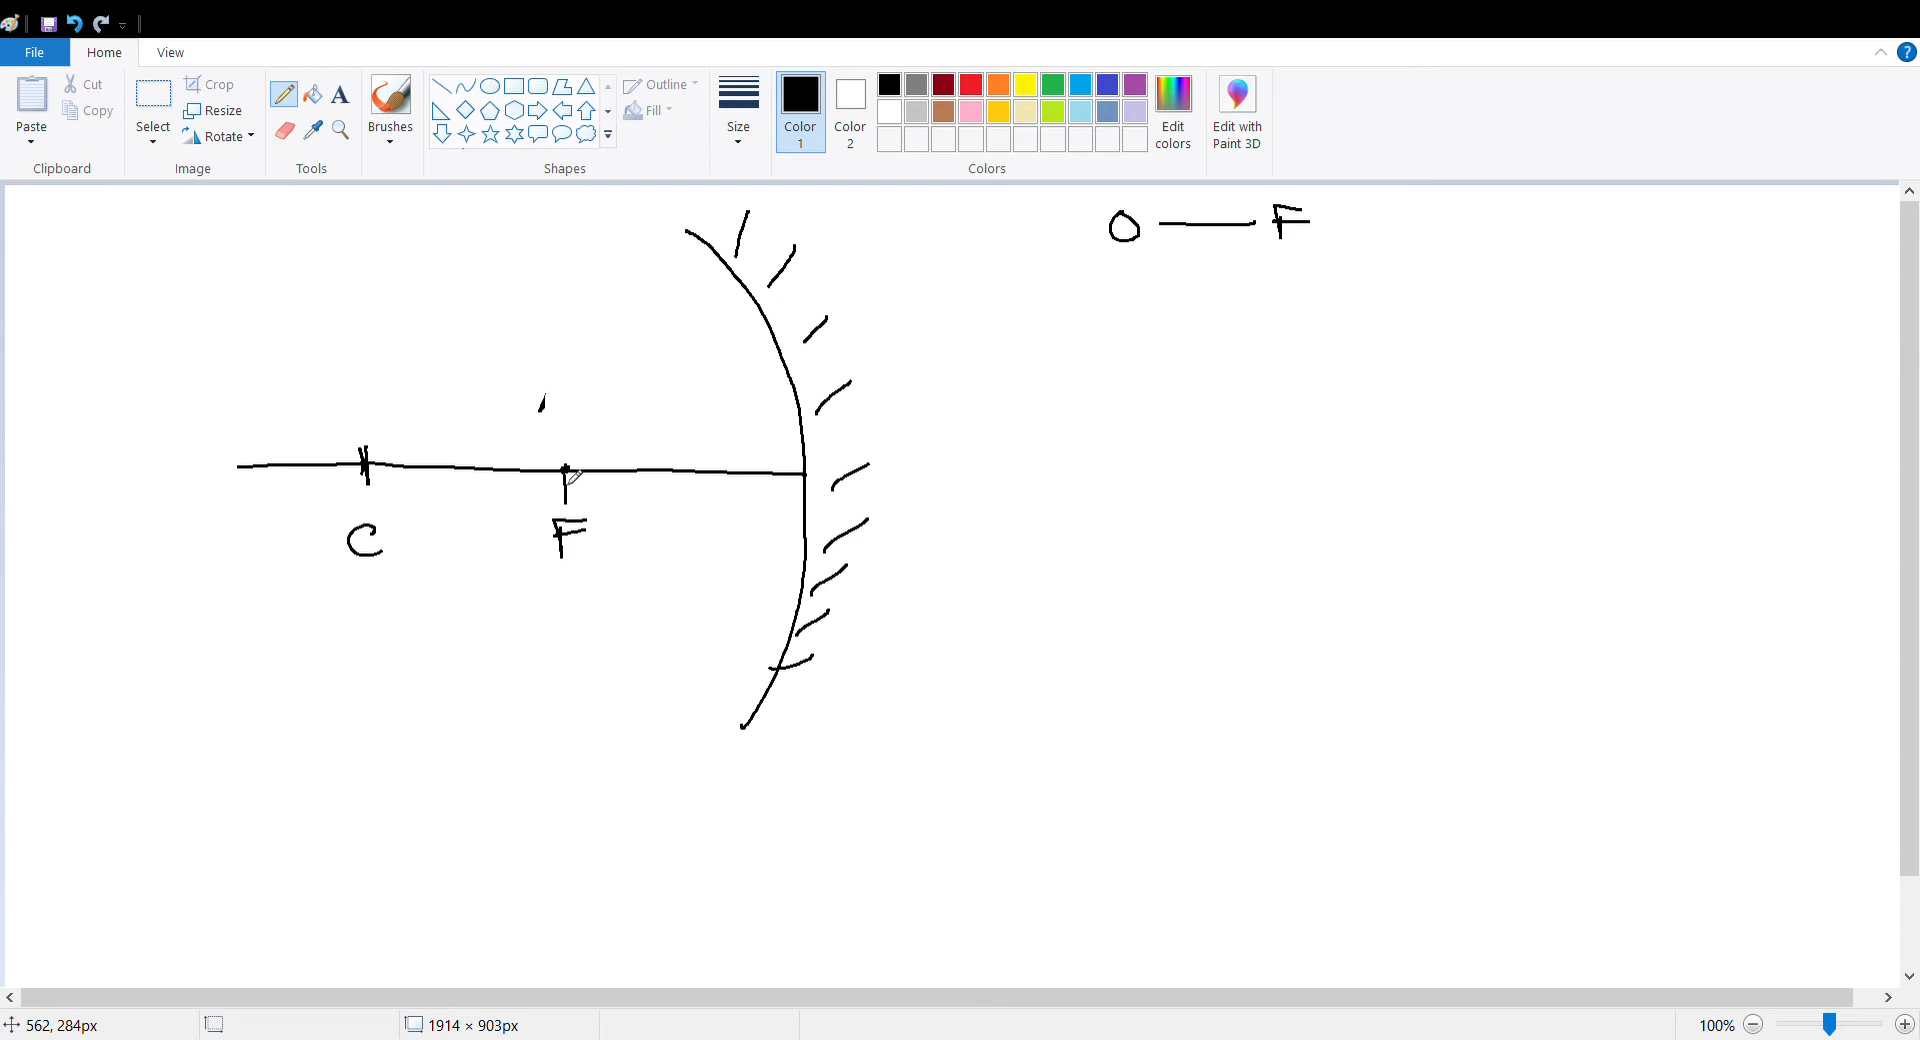 File Home View
Paste
Cut
Copy
Clipboard
Select
Crop
Resize
Rotate
Image
Tools
Brushes
Outline
Fill
Shapes
Size
Color 1
Color 2
Edit colors
Colors
Edit with Paint 3D
O — F
C F
562, 284px 1914 × 903px 100%